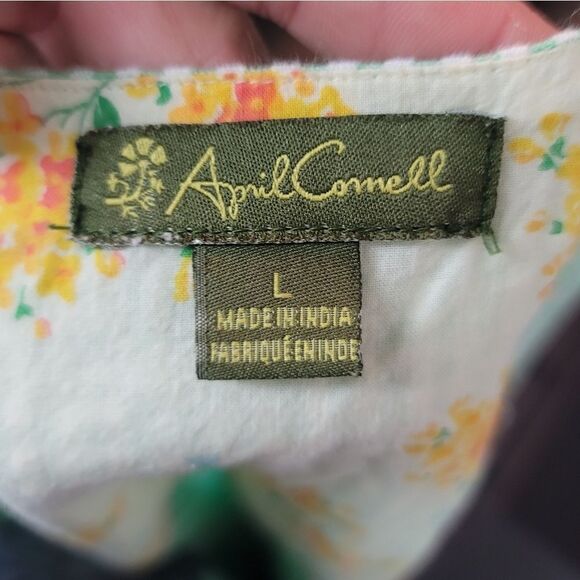 April Cornell
L
MADE IN INDIA
FABRIQUÉ EN INDE